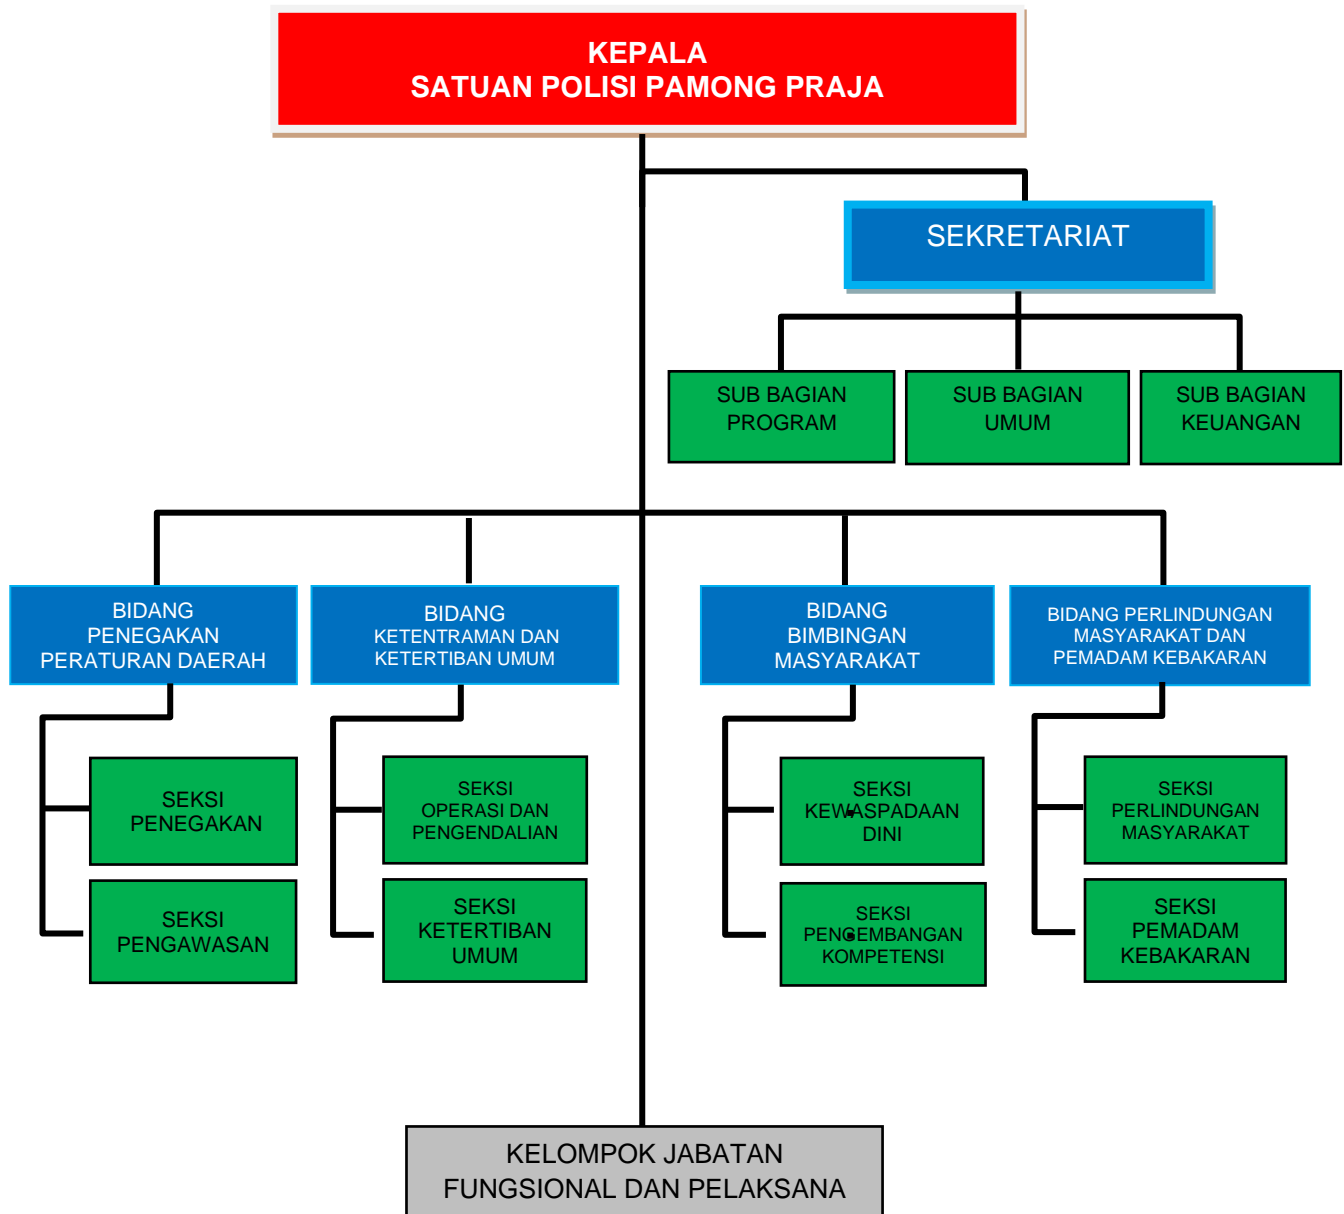 KEPALA
SATUAN POLISI PAMONG PRAJA
SEKRETARIAT
SUB BAGIAN
PROGRAM
SUB BAGIAN
UMUM
SUB BAGIAN
KEUANGAN
BIDANG
PENEGAKAN
PERATURAN DAERAH
BIDANG
KETENTRAMAN DAN
KETERTIBAN UMUM
BIDANG
BIMBINGAN
MASYARAKAT
BIDANG PERLINDUNGAN
MASYARAKAT DAN
PEMADAM KEBAKARAN
SEKSI
PENEGAKAN
SEKSI
OPERASI DAN
PENGENDALIAN
SEKSI
KEWASPADAAN
DINI
SEKSI
PERLINDUNGAN
MASYARAKAT
SEKSI
PENGAWASAN
SEKSI
KETERTIBAN
UMUM
SEKSI
PENGEMBANGAN
KOMPETENSI
SEKSI
PEMADAM
KEBAKARAN
KELOMPOK JABATAN
FUNGSIONAL DAN PELAKSANA